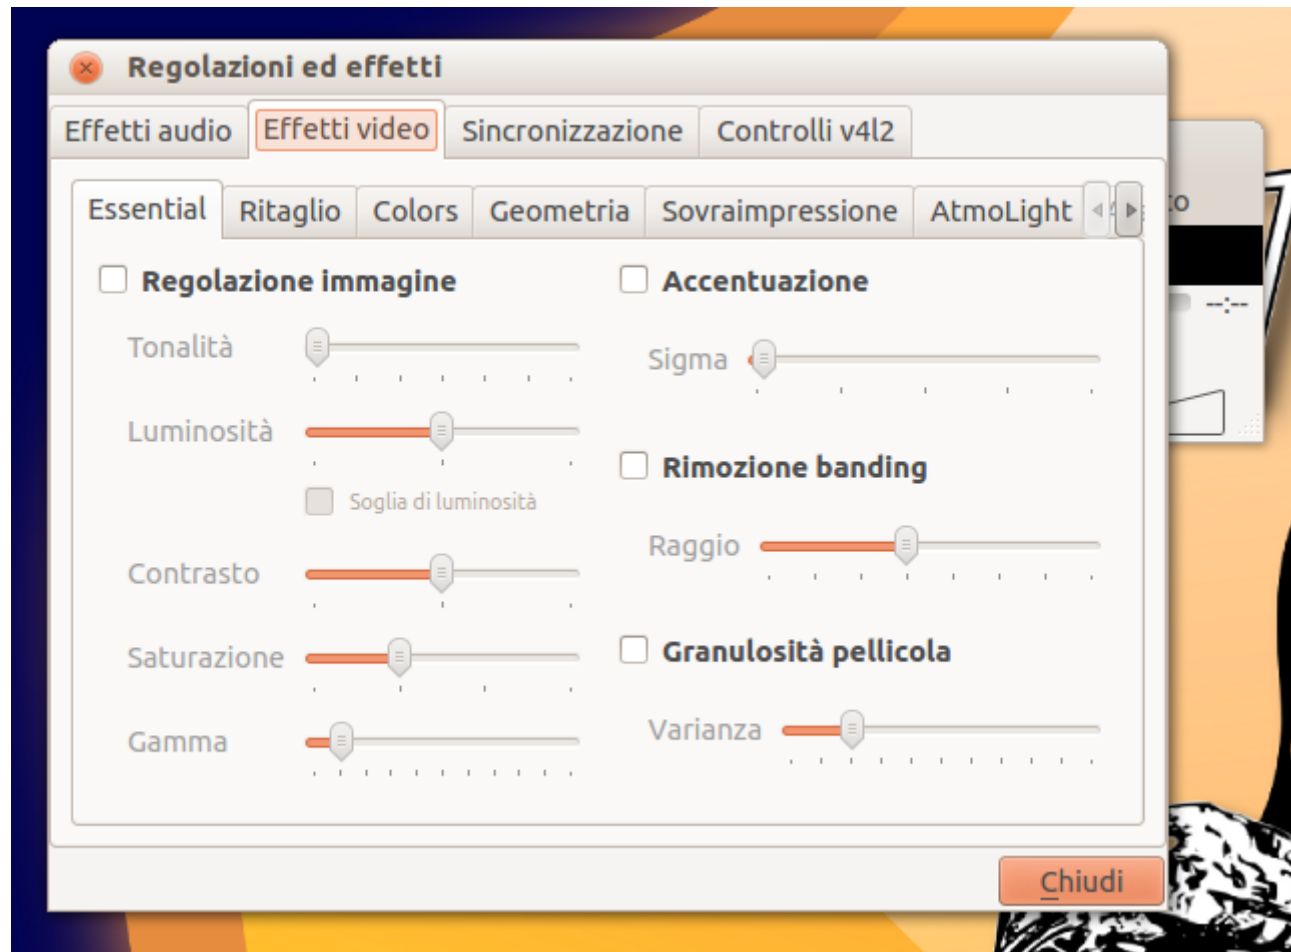 Regolazioni ed effetti
Effetti audio Effetti video Sincronizzazione Controlli v4l2
Essential Ritaglio Colors Geometria Sovraimpressione AtmoLight
to
Regolazione immagine
Accentuazione
--:--
Tonalità
Sigma
Luminosità
Rimozione banding
Soglia di luminosità
Raggio
Contrasto
Saturazione
Granulosità pellicola
Gamma
Varianza
Chiudi